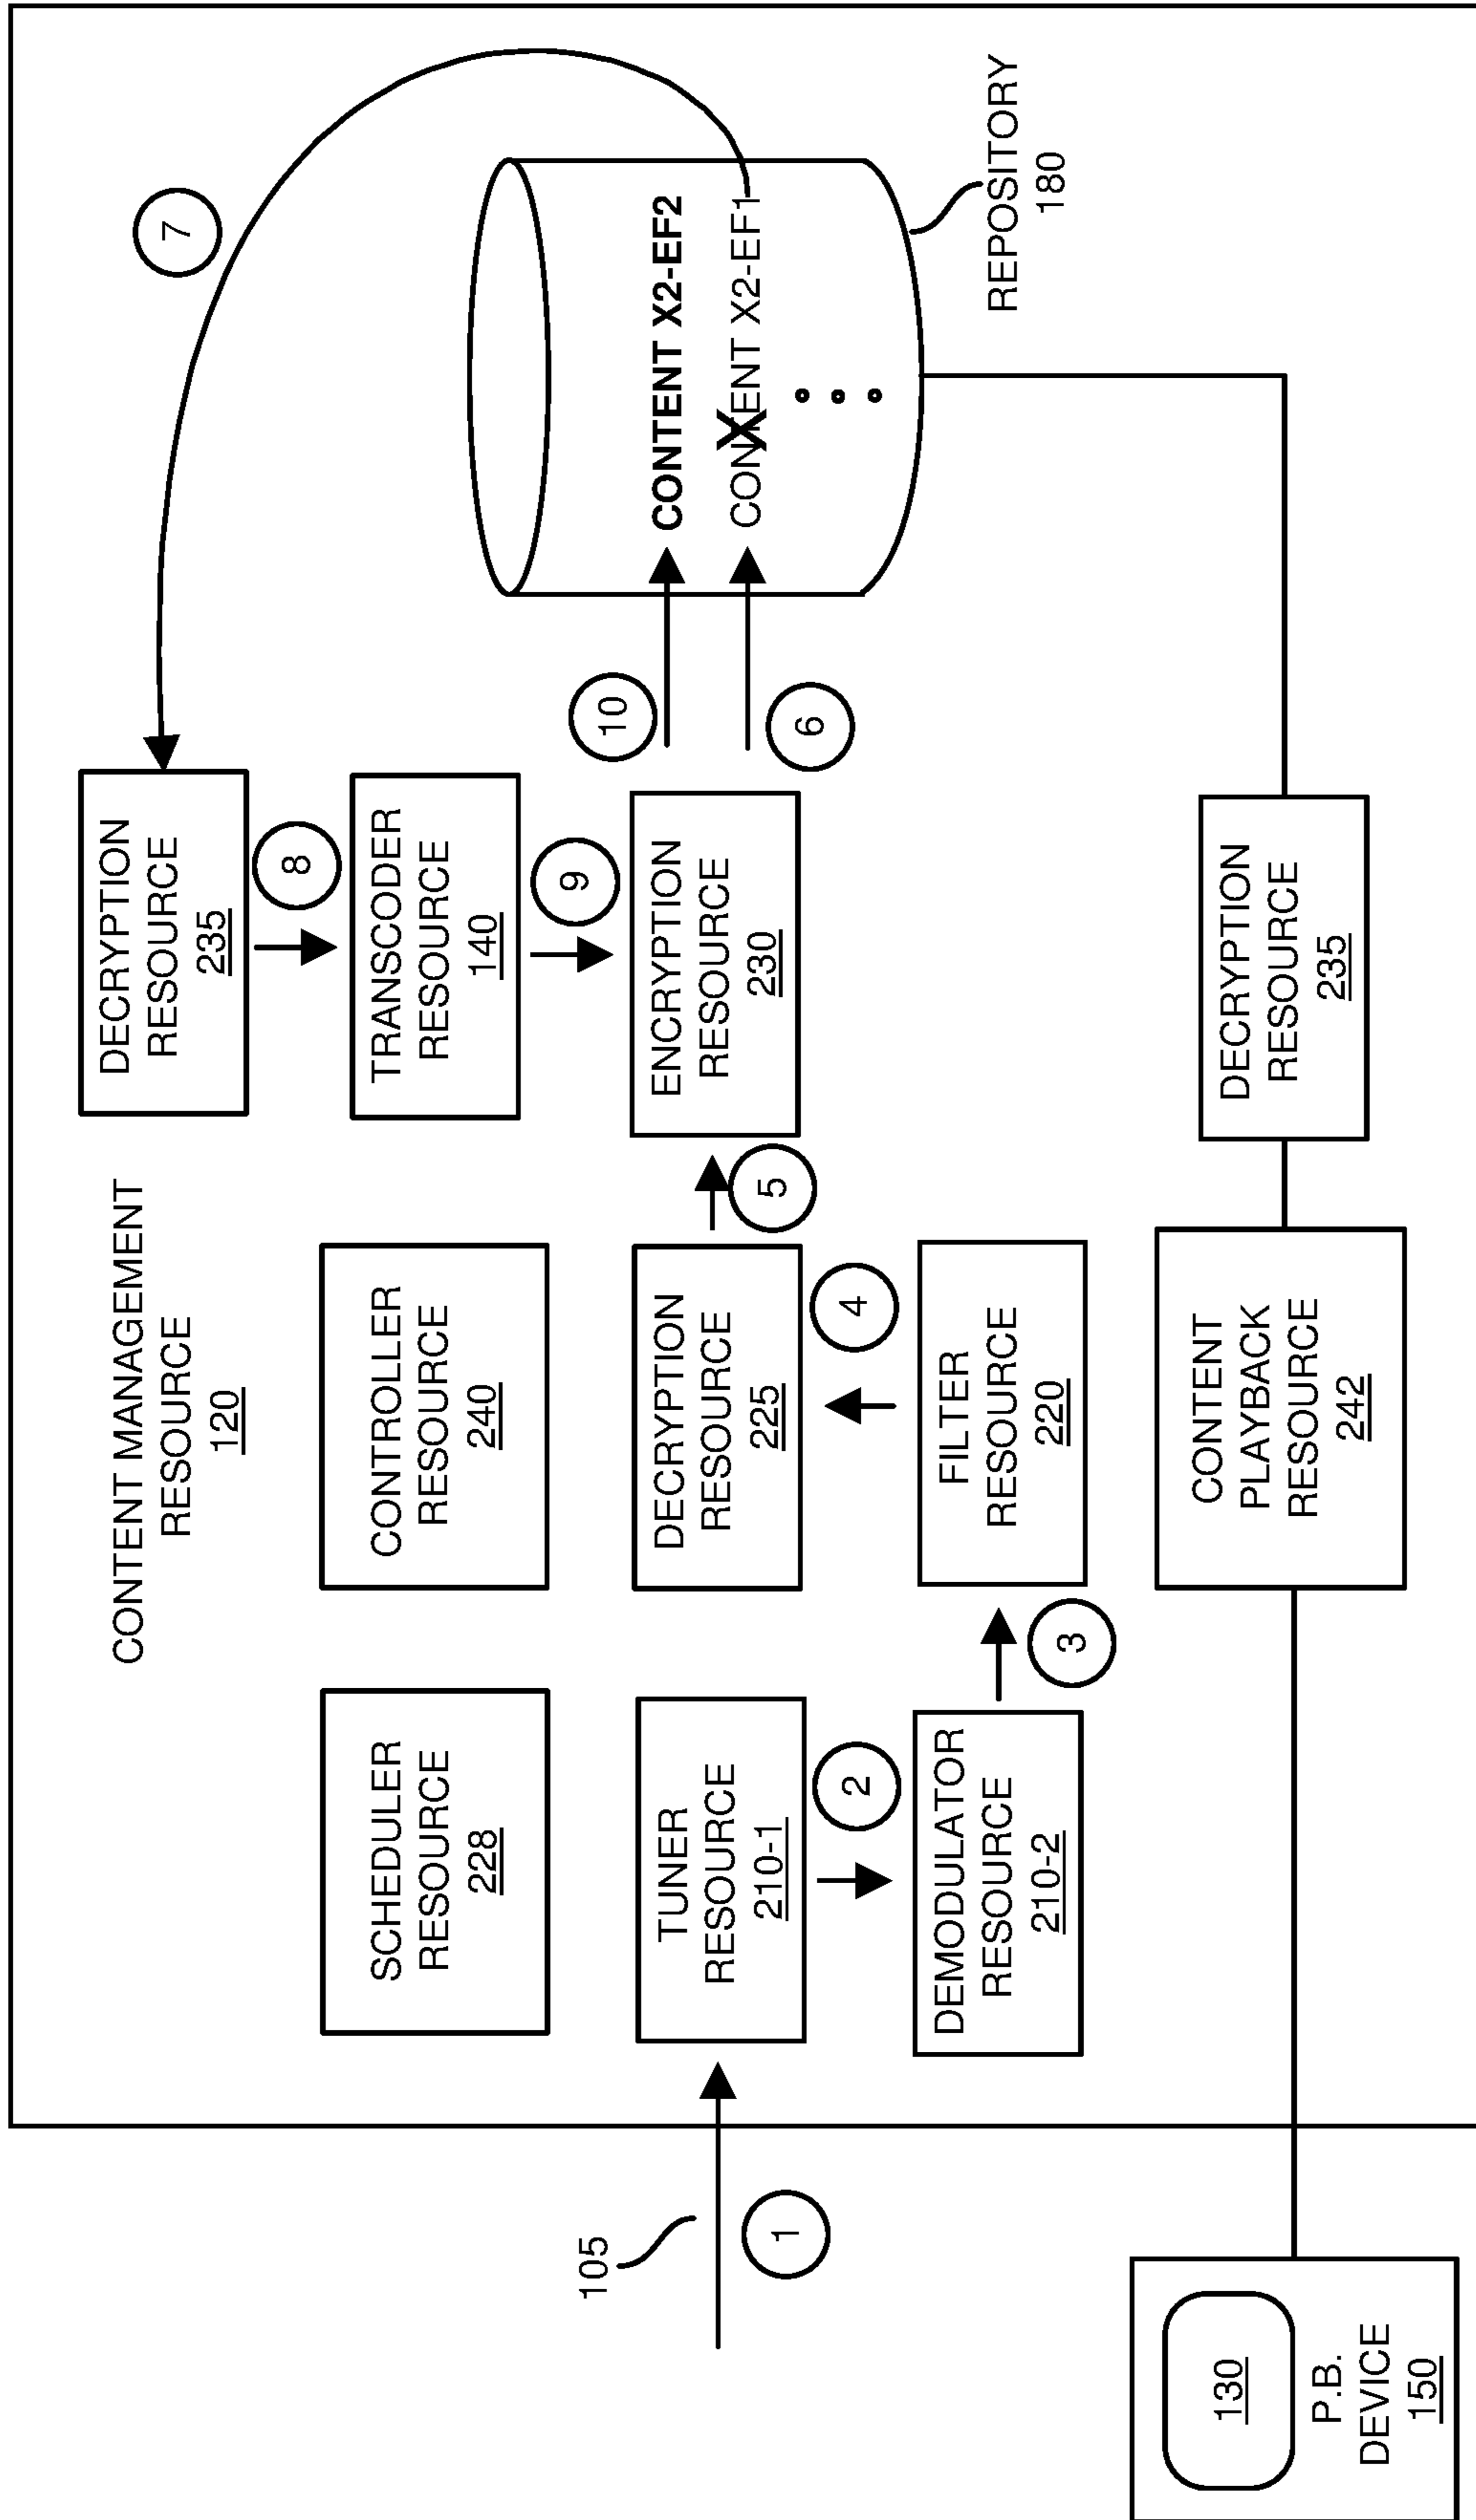 CONTENT MANAGEMENT
RESOURCE
120
7
DECRYPTION
RESOURCE
235
8
SCHEDULER
RESOURCE
228
CONTROLLER
RESOURCE
240
TRANSCODER
RESOURCE
140
9
10
105
1
TUNER
RESOURCE
210-1
2
DECRYPTION
RESOURCE
225
5
ENCRYPTION
RESOURCE
230
6
CONTENT X2-EF2
CONTENT X2-EF1
X
4
DEMODULATOR
RESOURCE
210-2
3
FILTER
RESOURCE
220
REPOSITORY
180
130
P.B.
DEVICE
150
CONTENT
PLAYBACK
RESOURCE
242
DECRYPTION
RESOURCE
235